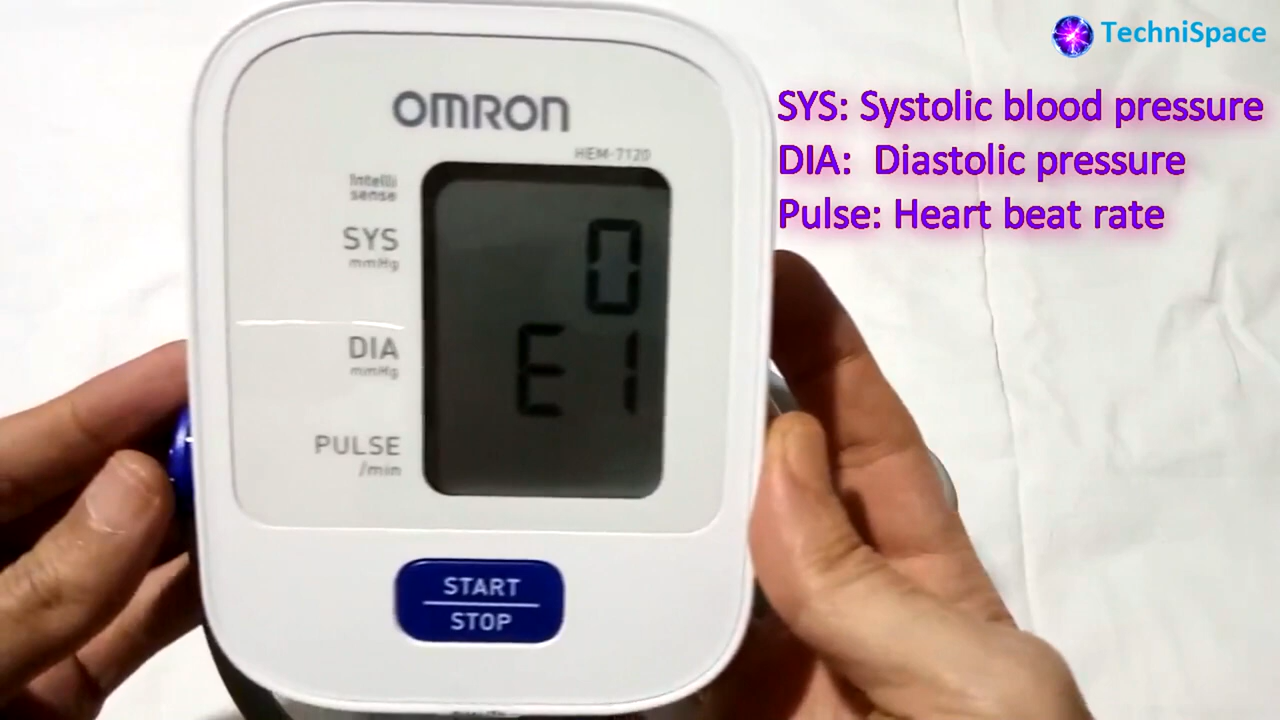 TechniSpace
SYS: Systolic blood pressure
DIA: Diastolic pressure
Pulse: Heart beat rate
OMRON
HEM-7120
Intelli
sense
SYS
mmHg
0
DIA
mmHg
E1
PULSE
/min
START
STOP